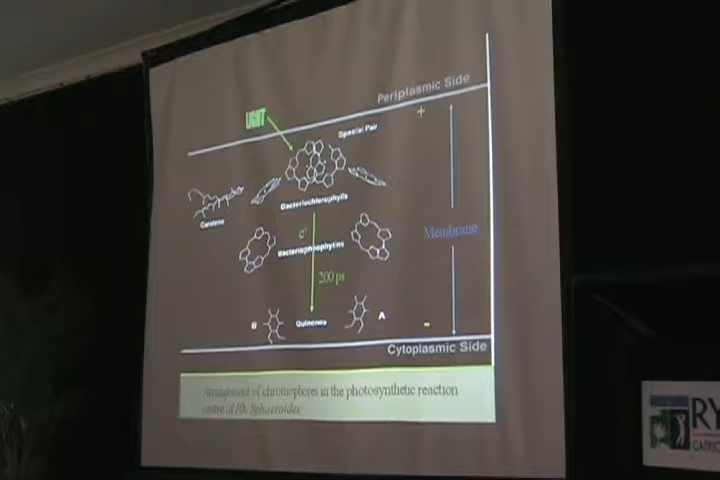 Periplasmic Side
+
LIGHT
Special Pair
Bacteriochlorophylls
Carotene
e-
Bacteriopheophytins
Membrane
200 ps
B
Quinones
A
-
Cytoplasmic Side
Arrangement of chromophores in the photosynthetic reaction
centre of Rb. Sphaeroides
RY